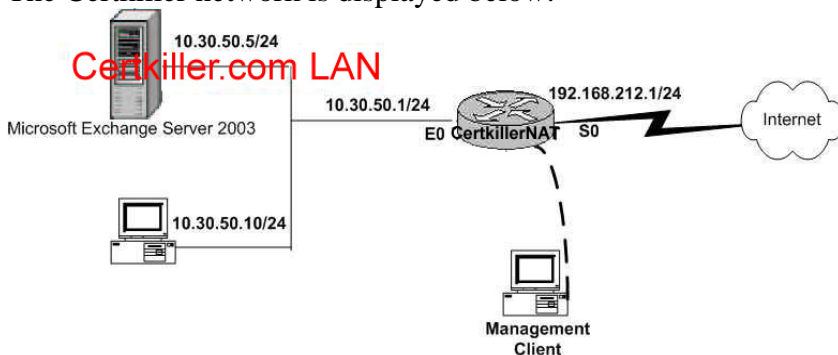 The Certkiller network is displayed below:
10.30.50.5/24
Certkiller.com LAN
Microsoft Exchange Server 2003
10.30.50.1/24
192.168.212.1/24
E0 CertkillerNAT S0
Internet
10.30.50.10/24
Management
Client